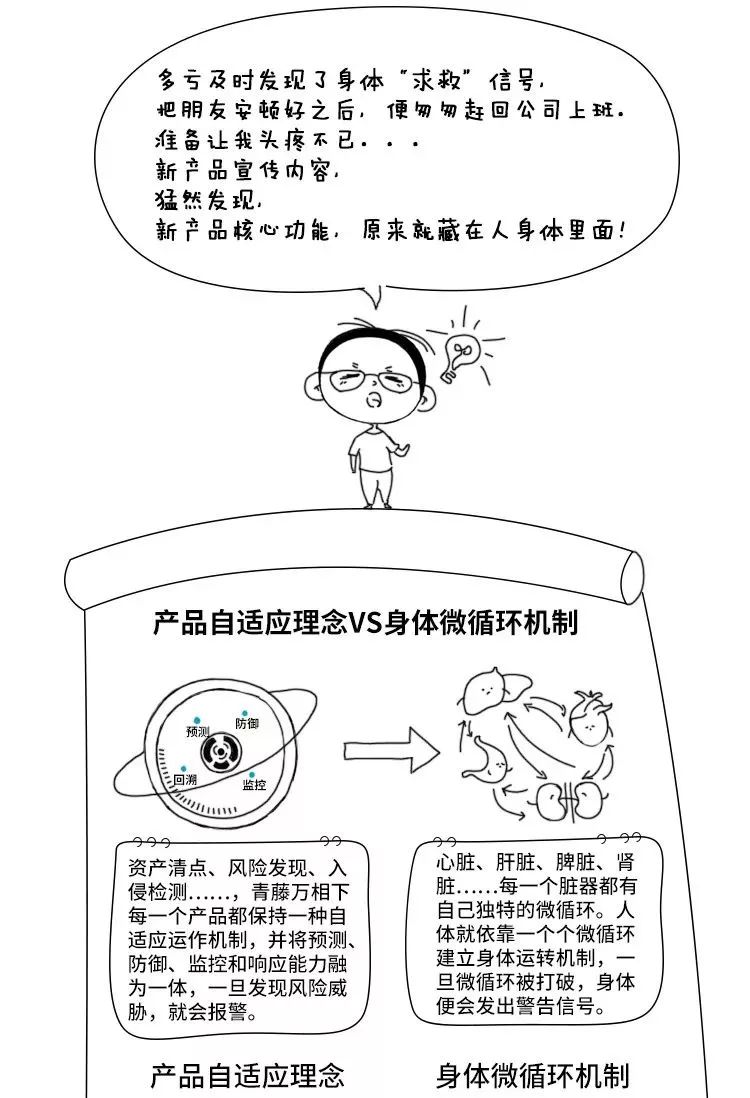 多亏及时发现了身体“求救”信号，
把朋友安顿好之后，便匆匆赶回公司上班．
准备让我头疼不已．．．
新产品宣传内容，
猛然发现，
新产品核心功能，原来就藏在人身体里面！
产品自适应理念VS身体微循环机制
预测
防御
回溯
监控
资产清点、风险发现、入
侵检测……，青藤万相下
每一个产品都保持一种自
适应运作机制，并将预测、
防御、监控和响应能力融
为一体，一旦发现风险威
胁，就会报警。
心脏、肝脏、脾脏、肾
脏……每一个脏器都有
自己独特的微循环。人
体就依靠一个个微循环
建立身体运转机制，一
旦微循环被打破，身体
便会发出警告信号。
产品自适应理念
身体微循环机制